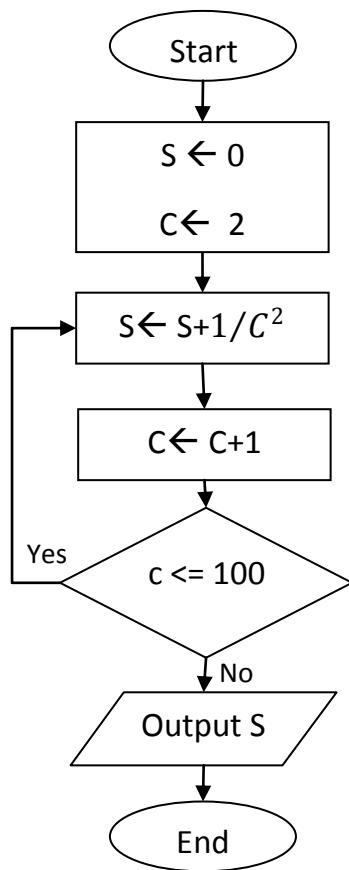 Start
S ← 0
C ← 2
S ← S+1/C²
C ← C+1
c <= 100
Yes
No
Output S
End